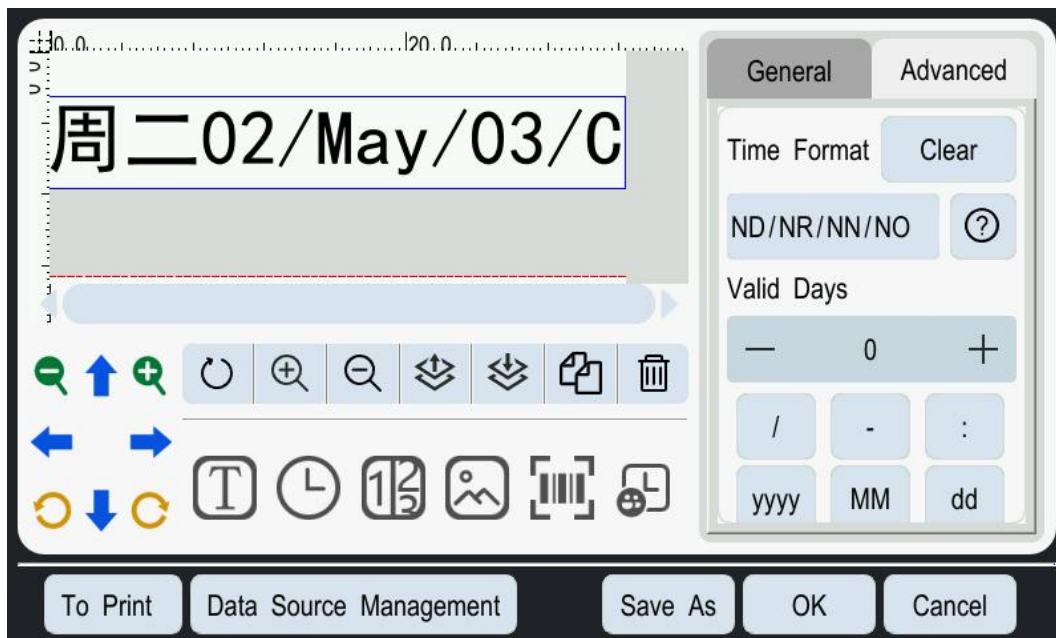 0.0 20.0
General Advanced
周二02/May/03/C
Time Format Clear
ND/NR/NN/NO
Valid Days
0
/ - :
yyyy MM dd
To Print Data Source Management Save As OK Cancel